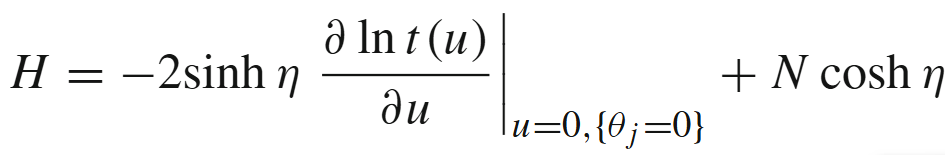 H = −2sinh η ∂ ln t(u) / ∂u |_{u=0,{θ_j=0}} + N cosh η